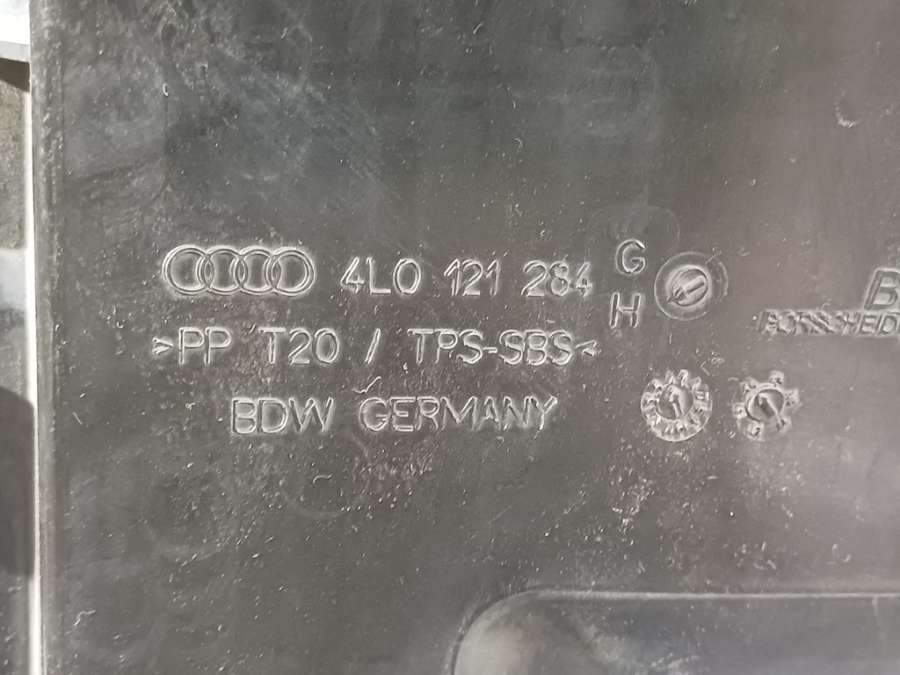 4L0 121 284 G
H
>PP T20 / TPS-SBS<
BDW GERMANY